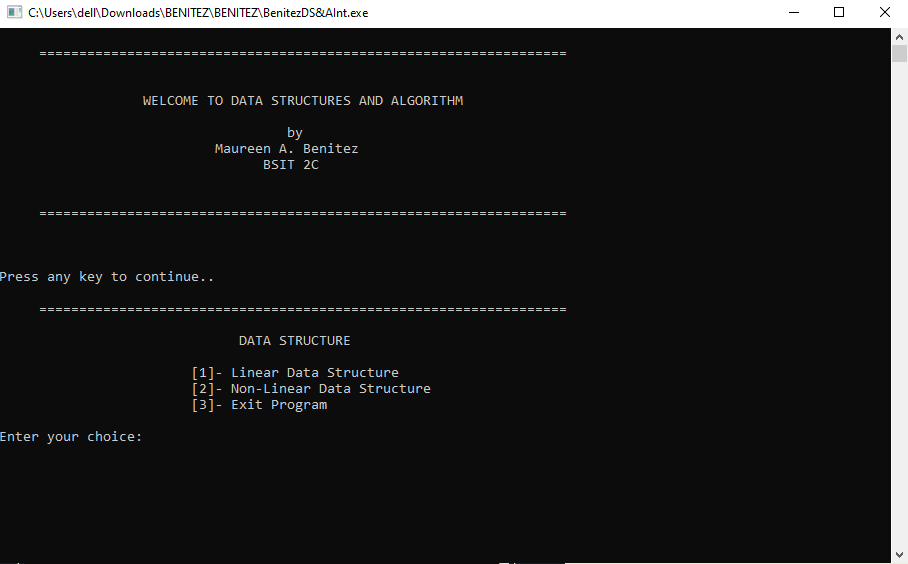 C:\Users\dell\Downloads\BENITEZ\BENITEZ\BenitezDS&AInt.exe
==================================================================
WELCOME TO DATA STRUCTURES AND ALGORITHM
by
Maureen A. Benitez
BSIT 2C
==================================================================
Press any key to continue..
==================================================================
DATA STRUCTURE
[1]- Linear Data Structure
[2]- Non-Linear Data Structure
[3]- Exit Program
Enter your choice: